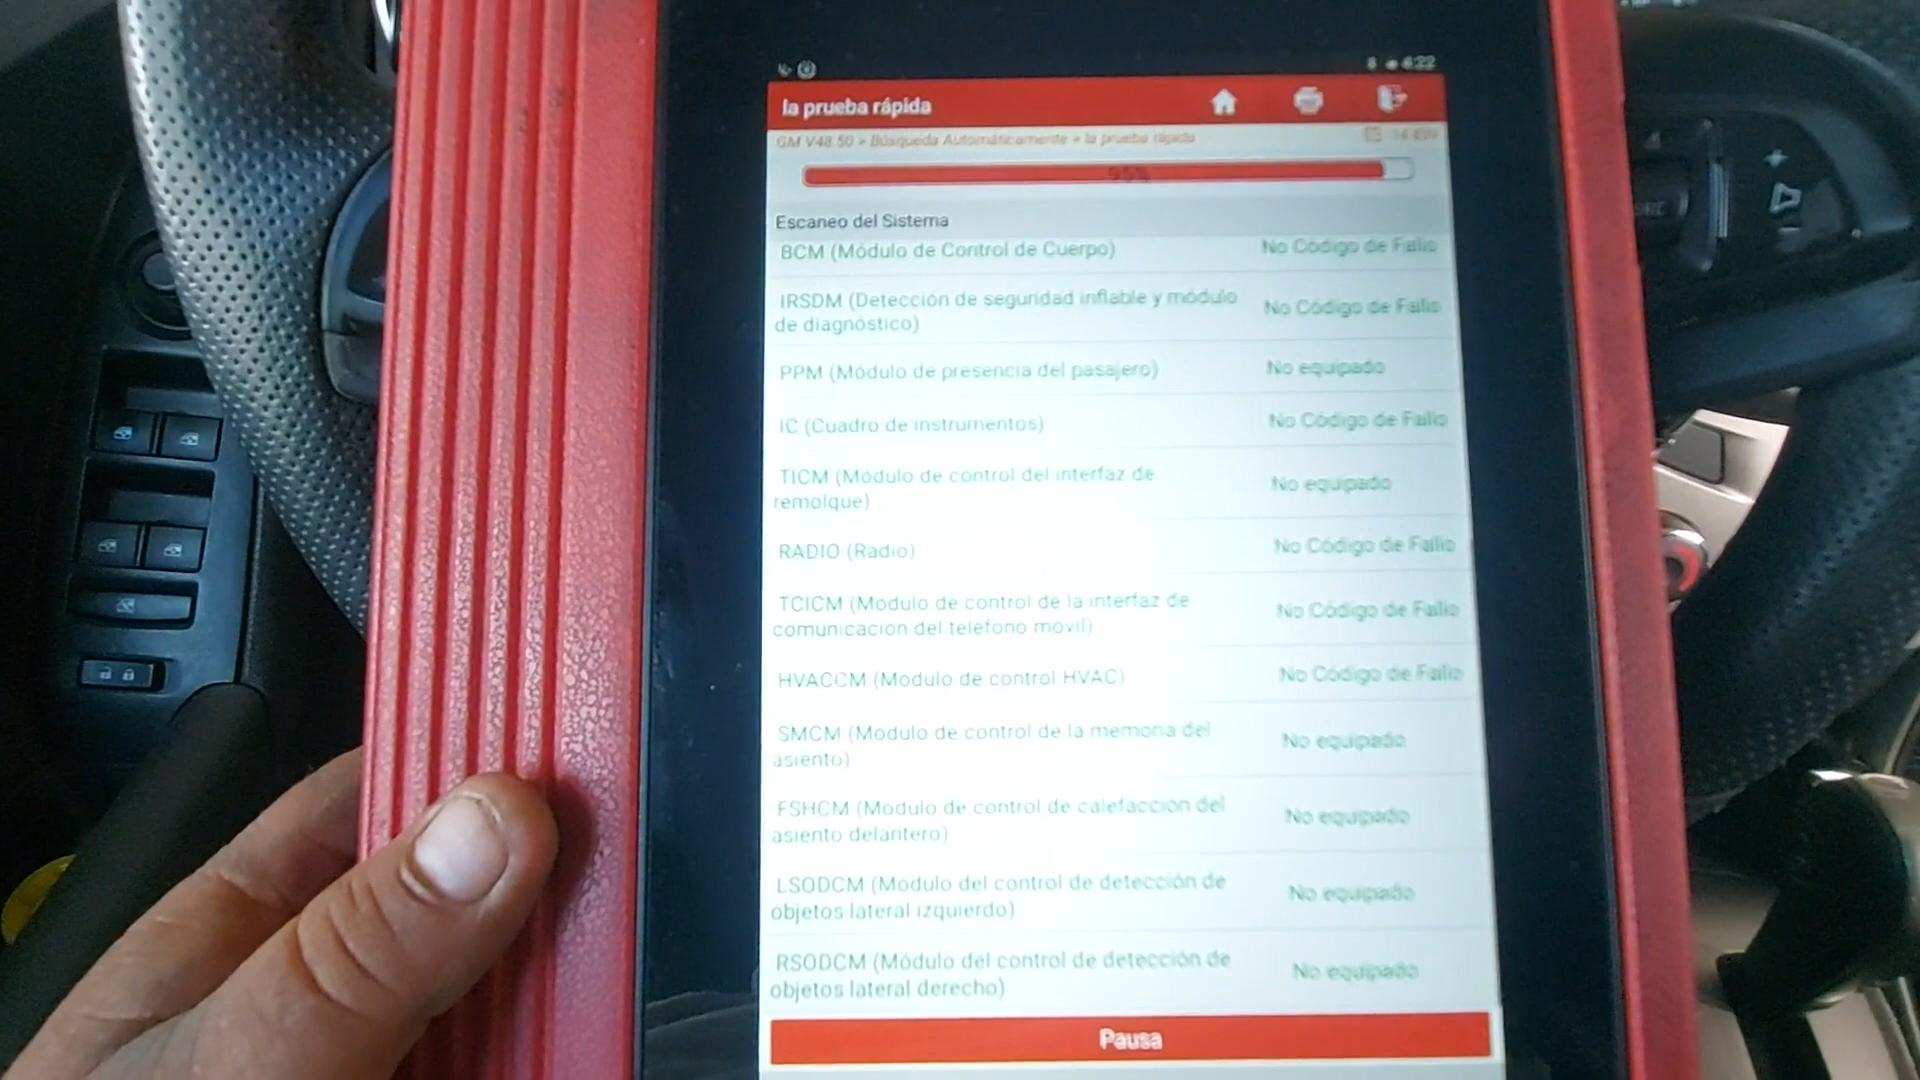 6:22
la prueba rápida
GM V48.50 > Búsqueda Automáticamente > la prueba rápida
95%
Escaneo del Sistema
BCM (Módulo de Control de Cuerpo) No Código de Fallo
IRSDM (Detección de seguridad inflable y módulo
de diagnóstico) No Código de Fallo
PPM (Módulo de presencia del pasajero) No equipado
IC (Cuadro de instrumentos) No Código de Fallo
TICM (Modulo de control del interfaz de
remolque) No equipado
RADIO (Radio) No Código de Fallo
TCICM (Modulo de control de la interfaz de
comunicacion del telefono movil) No Código de Fallo
HVACCM (Modulo de control HVAC) No Código de Fallo
SMCM (Modulo de control de la memoria del
asiento) No equipado
FSHCM (Modulo de control de calefacción del
asiento delantero) No equipado
LSODCM (Módulo del control de detección de
objetos lateral izquierdo) No equipado
RSODCM (Módulo del control de detección de
objetos lateral derecho) No equipado
Pausa